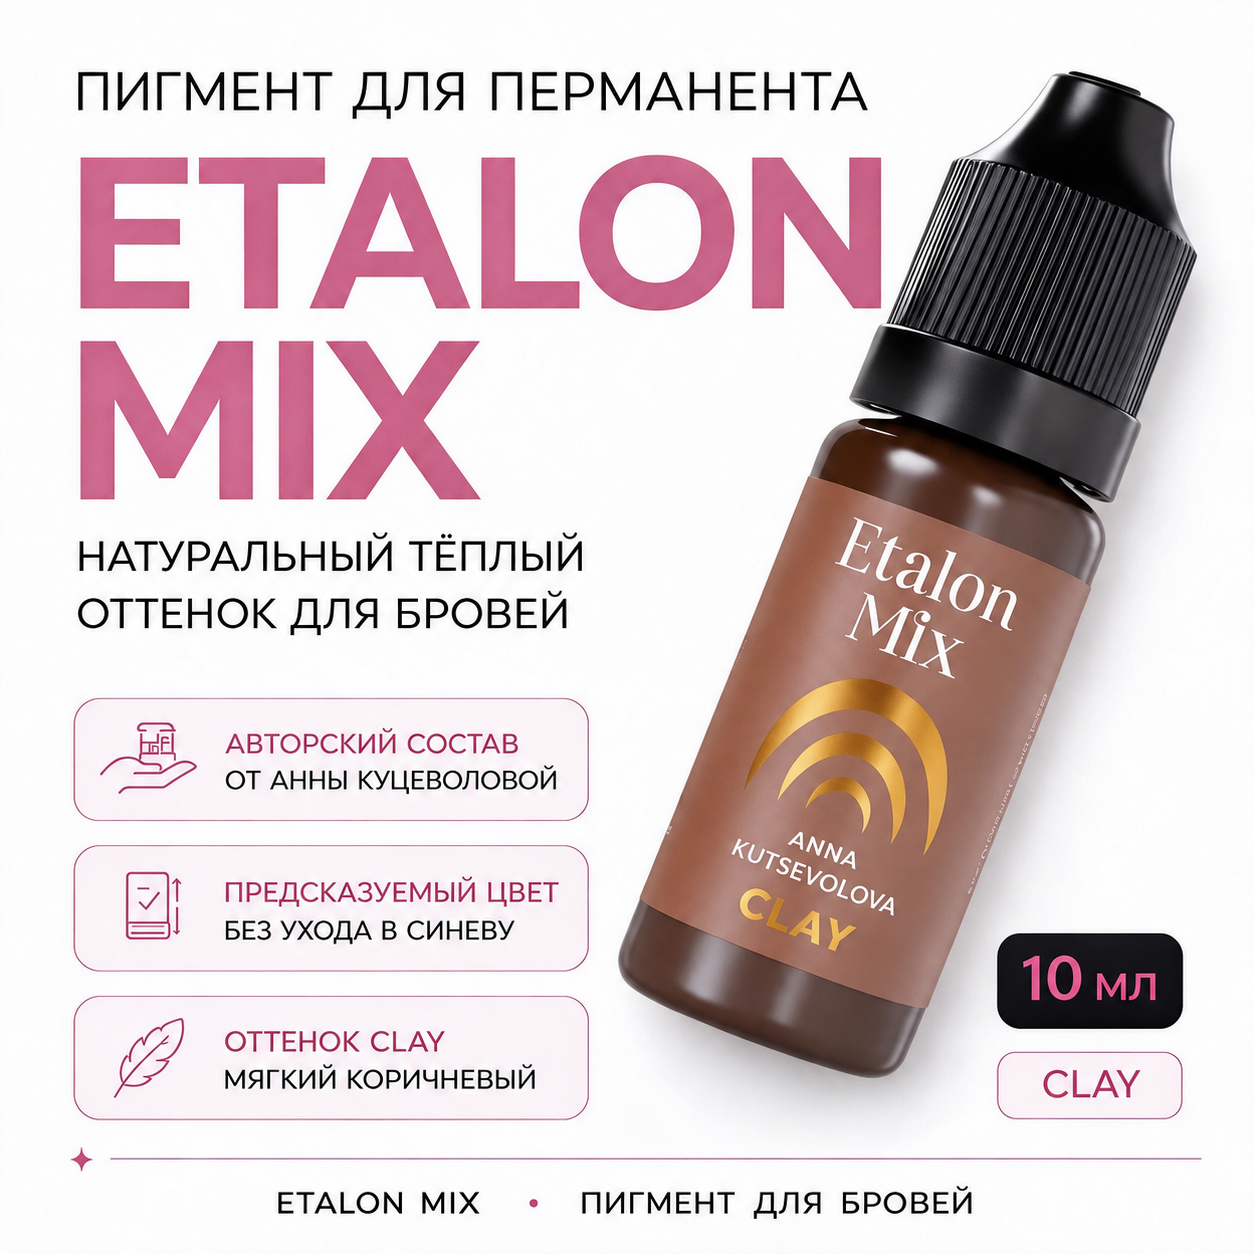 ПИГМЕНТ ДЛЯ ПЕРМАНЕНТА
ETALON
MIX
НАТУРАЛЬНЫЙ ТЁПЛЫЙ
ОТТЕНОК ДЛЯ БРОВЕЙ
АВТОРСКИЙ СОСТАВ
ОТ АННЫ КУЦЕВОЛОВОЙ
ПРЕДСКАЗУЕМЫЙ ЦВЕТ
БЕЗ УХОДА В СИНЕВУ
ОТТЕНОК CLAY
МЯГКИЙ КОРИЧНЕВЫЙ
Etalon
Mix
ANNA
KUTSEVOLOVA
CLAY
10 мл
CLAY
ETALON MIX • ПИГМЕНТ ДЛЯ БРОВЕЙ